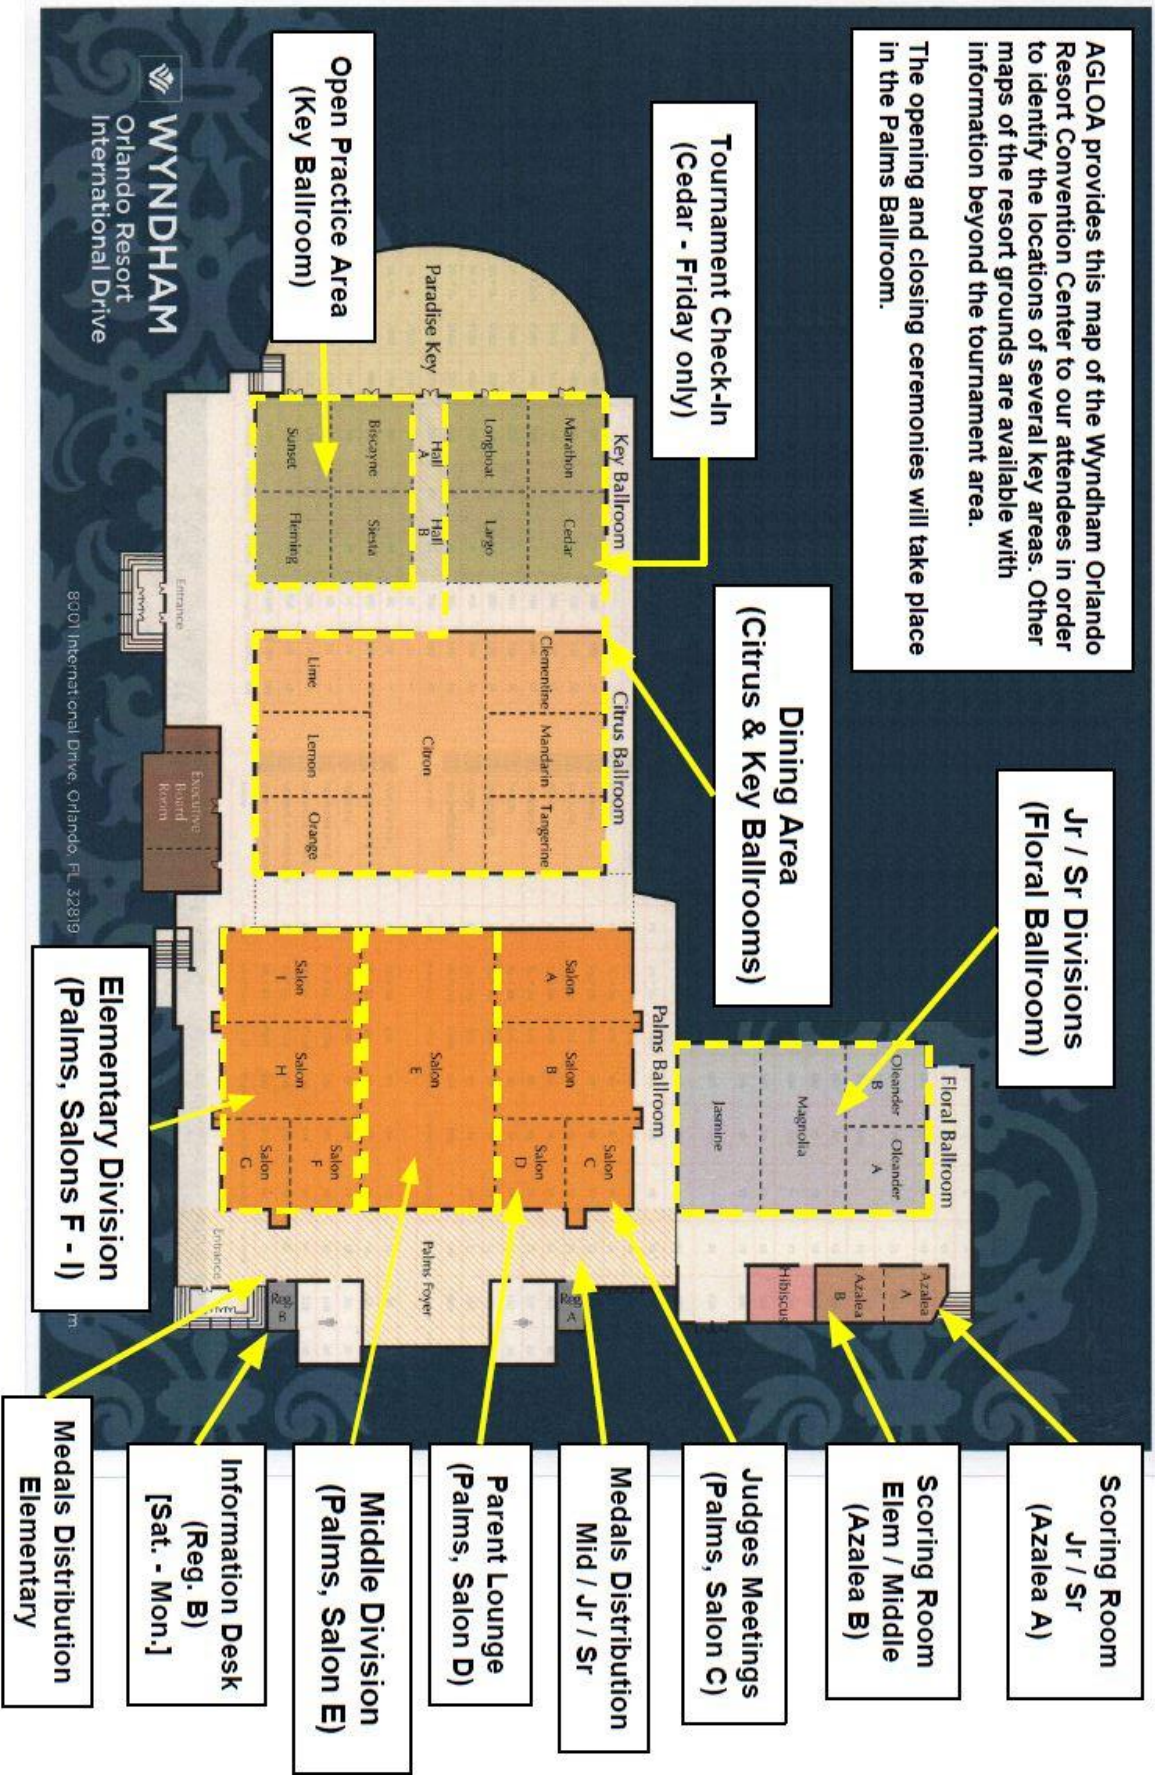 AGLOA provides this map of the Wyndham Orlando
Resort Convention Center to our attendees in order
to identify the locations of several key areas. Other
maps of the resort grounds are available with
information beyond the tournament area.
The opening and closing ceremonies will take place
in the Palms Ballroom.
Tournament Check-In
(Cedar - Friday only)
Open Practice Area
(Key Ballroom)
WYNDHAM
Orlando Resort
International Drive
Jr / Sr Divisions
(Floral Ballroom)
Dining Area
(Citrus & Key Ballrooms)
Scoring Room
Jr / Sr
(Azalea A)
Scoring Room
Elem / Middle
(Azalea B)
Judges Meetings
(Palms, Salon C)
Medals Distribution
Mid / Jr / Sr
Parent Lounge
(Palms, Salon D)
Middle Division
(Palms, Salon E)
Information Desk
(Reg. B)
[Sat. - Mon.]
Medals Distribution
Elementary
Elementary Division
(Palms, Salons F - I)
Floral Ballroom
Oleander
B
Oleander
A
Magnolia
Jasmine
Azalea
A
Azalea
B
Hibiscus
Key Ballroom
Marathon
Cedar
Longboat
Largo
Hall
A
Hall
B
Biscayne
Siesta
Sunset
Fleming
Paradise Key
Citrus Ballroom
Clementine
Mandarin
Tangerine
Citron
Lime
Lemon
Orange
Palms Ballroom
Salon
A
Salon
B
Salon
C
Salon
D
Salon
E
Salon
F
Salon
G
Salon
H
Salon
I
Palms Foyer
Reg
A
Reg
B
Entrance
Entrance
Executive
Board
Room
8001 International Drive, Orlando, FL 32819
m